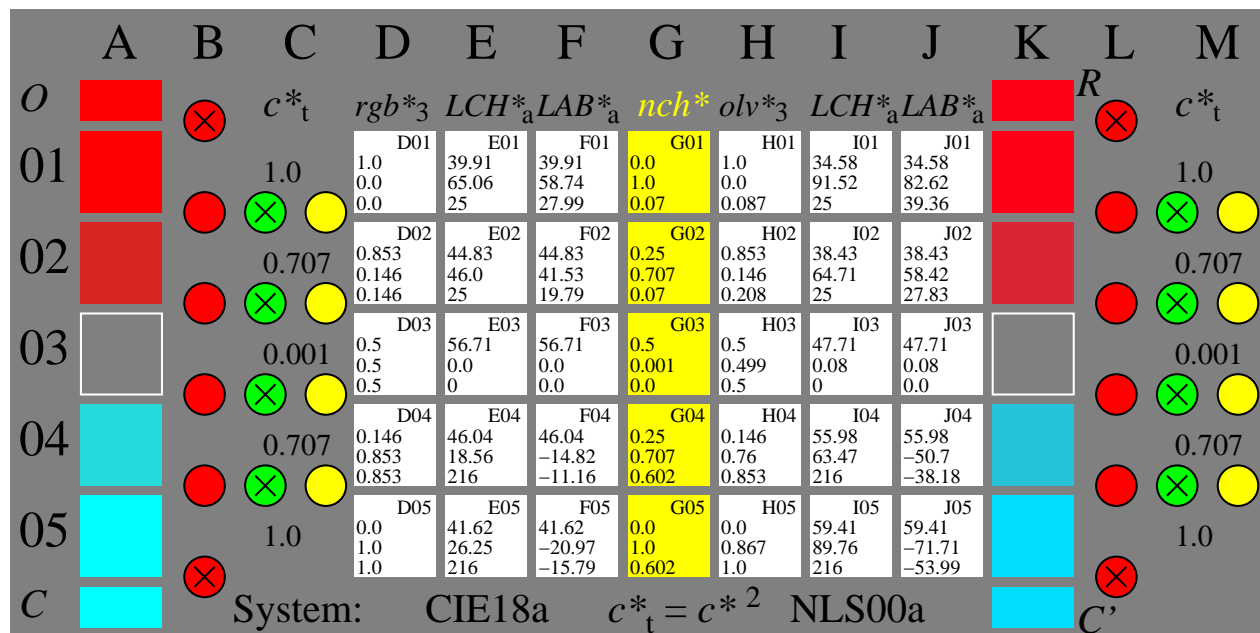 A B C D E F G H I J K L M
O c*t rgb*3 LCH*a LAB*a nch* olv*3 LCH*a LAB*a R c*t
01 1.0 D01 E01 F01 G01 H01 I01 J01 1.0
1.0 39.91 39.91 0.0 1.0 34.58 34.58
0.0 65.06 58.74 1.0 0.0 91.52 82.62
0.0 25 27.99 0.07 0.087 25 39.36
02 0.707 D02 E02 F02 G02 H02 I02 J02 0.707
0.853 44.83 44.83 0.25 0.853 38.43 38.43
0.146 46.0 41.53 0.707 0.146 64.71 58.42
0.146 25 19.79 0.07 0.208 25 27.83
03 0.001 D03 E03 F03 G03 H03 I03 J03 0.001
0.5 56.71 56.71 0.5 0.5 47.71 47.71
0.5 0.0 0.0 0.001 0.499 0.08 0.08
0.5 0 0.0 0.0 0.5 0 0.0
04 0.707 D04 E04 F04 G04 H04 I04 J04 0.707
0.146 46.04 46.04 0.25 0.146 55.98 55.98
0.853 18.56 −14.82 0.707 0.76 63.47 −50.7
0.853 216 −11.16 0.602 0.853 216 −38.18
05 1.0 D05 E05 F05 G05 H05 I05 J05 1.0
0.0 41.62 41.62 0.0 0.0 59.41 59.41
1.0 26.25 −20.97 1.0 0.867 89.76 −71.71
1.0 216 −15.79 0.602 1.0 216 −53.99
C System: CIE18a c*t = c* 2 NLS00a C’